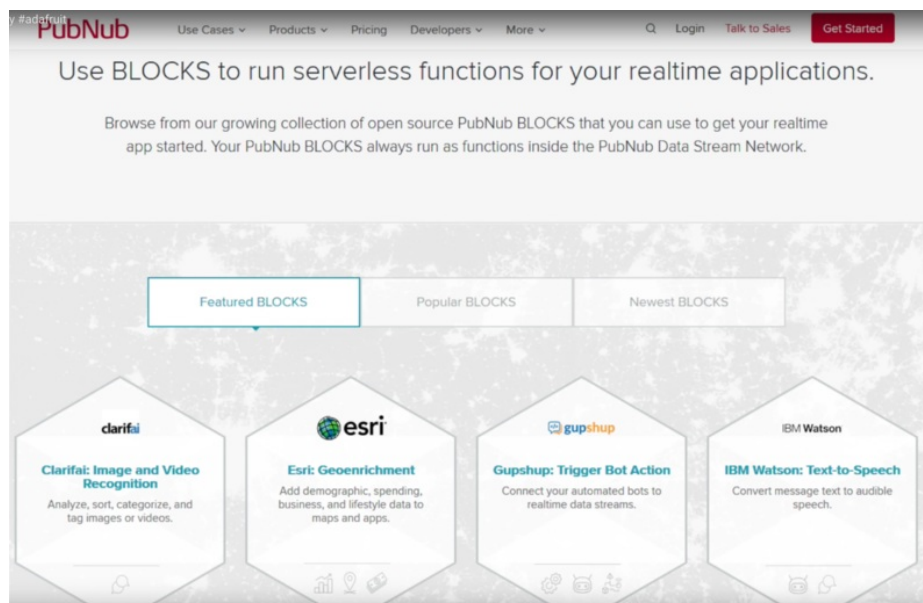 y #adafruit
PubNub
Use Cases Products Pricing Developers More Login Talk to Sales Get Started
Use BLOCKS to run serverless functions for your realtime applications.
Browse from our growing collection of open source PubNub BLOCKS that you can use to get your realtime
app started. Your PubNub BLOCKS always run as functions inside the PubNub Data Stream Network.
Featured BLOCKS Popular BLOCKS Newest BLOCKS
clarifai
Clarifai: Image and Video
Recognition
Analyze, sort, categorize, and
tag images or videos.
esri
Esri: Geoenrichment
Add demographic, spending,
business, and lifestyle data to
maps and apps.
gupshup
Gupshup: Trigger Bot Action
Connect your automated bots to
realtime data streams.
IBM Watson
IBM Watson: Text-to-Speech
Convert message text to audible
speech.